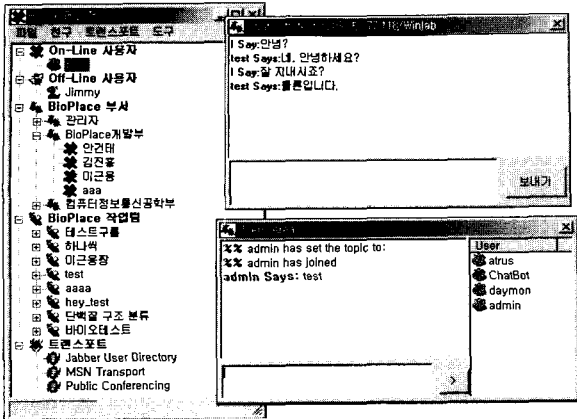 파일 친구 트랜스포트 도구
On-Line 사용자
Off-Line 사용자
Jimmy
BioPlace 부서
관리자
BioPlace개발부
안건태
김진홍
이근용
aaa
컴퓨터정보통신공학부
BioPlace 작업팀
테스트구룹
하나씩
이근용장
test
aaaa
hey_test
단백질 구조 분류
바이오테스트
트랜스포트
Jabber User Directory
MSN Transport
Public Conferencing
/Winjab
I Say:안녕?
test Says:네, 안녕하세요?
I Say:잘 지내시죠?
test Says:물론입니다.
보내기
%% admin has set the topic to:
%% admin has joined
admin Says: test
User
atrus
ChatBot
daymon
admin
>